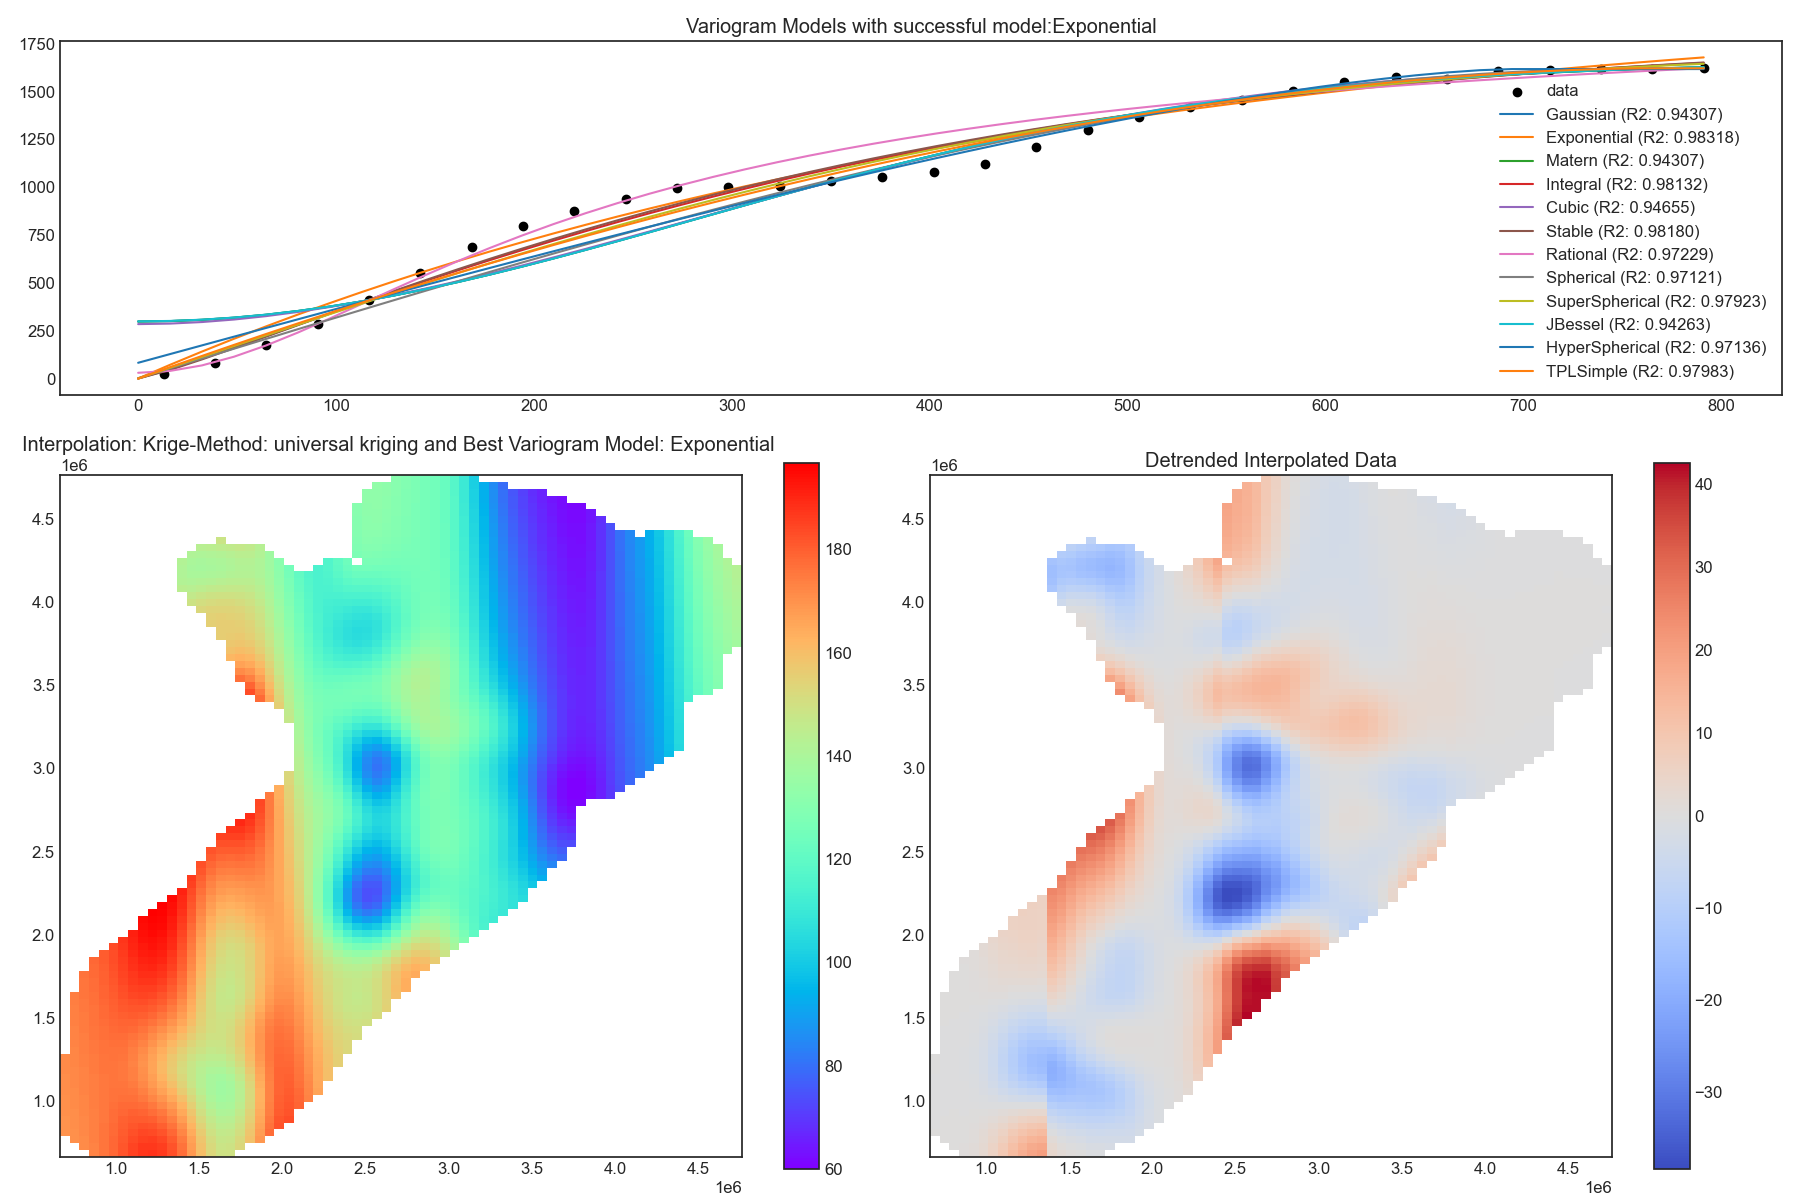 Variogram Models with successful model:Exponential
1750
1500
1250
1000
750
500
250
0
0 100 200 300 400 500 600 700 800
data
Gaussian (R2: 0.94307)
Exponential (R2: 0.98318)
Matern (R2: 0.94307)
Integral (R2: 0.98132)
Cubic (R2: 0.94655)
Stable (R2: 0.98180)
Rational (R2: 0.97229)
Spherical (R2: 0.97121)
SuperSpherical (R2: 0.97923)
JBessel (R2: 0.94263)
HyperSpherical (R2: 0.97136)
TPLSimple (R2: 0.97983)
Interpolation: Krige-Method: universal kriging and Best Variogram Model: Exponential
1e6
4.5
4.0
3.5
3.0
2.5
2.0
1.5
1.0
1.0 1.5 2.0 2.5 3.0 3.5 4.0 4.5
1e6
180
160
140
120
100
80
60
Detrended Interpolated Data
1e6
4.5
4.0
3.5
3.0
2.5
2.0
1.5
1.0
1.0 1.5 2.0 2.5 3.0 3.5 4.0 4.5
1e6
40
30
20
10
0
−10
−20
−30